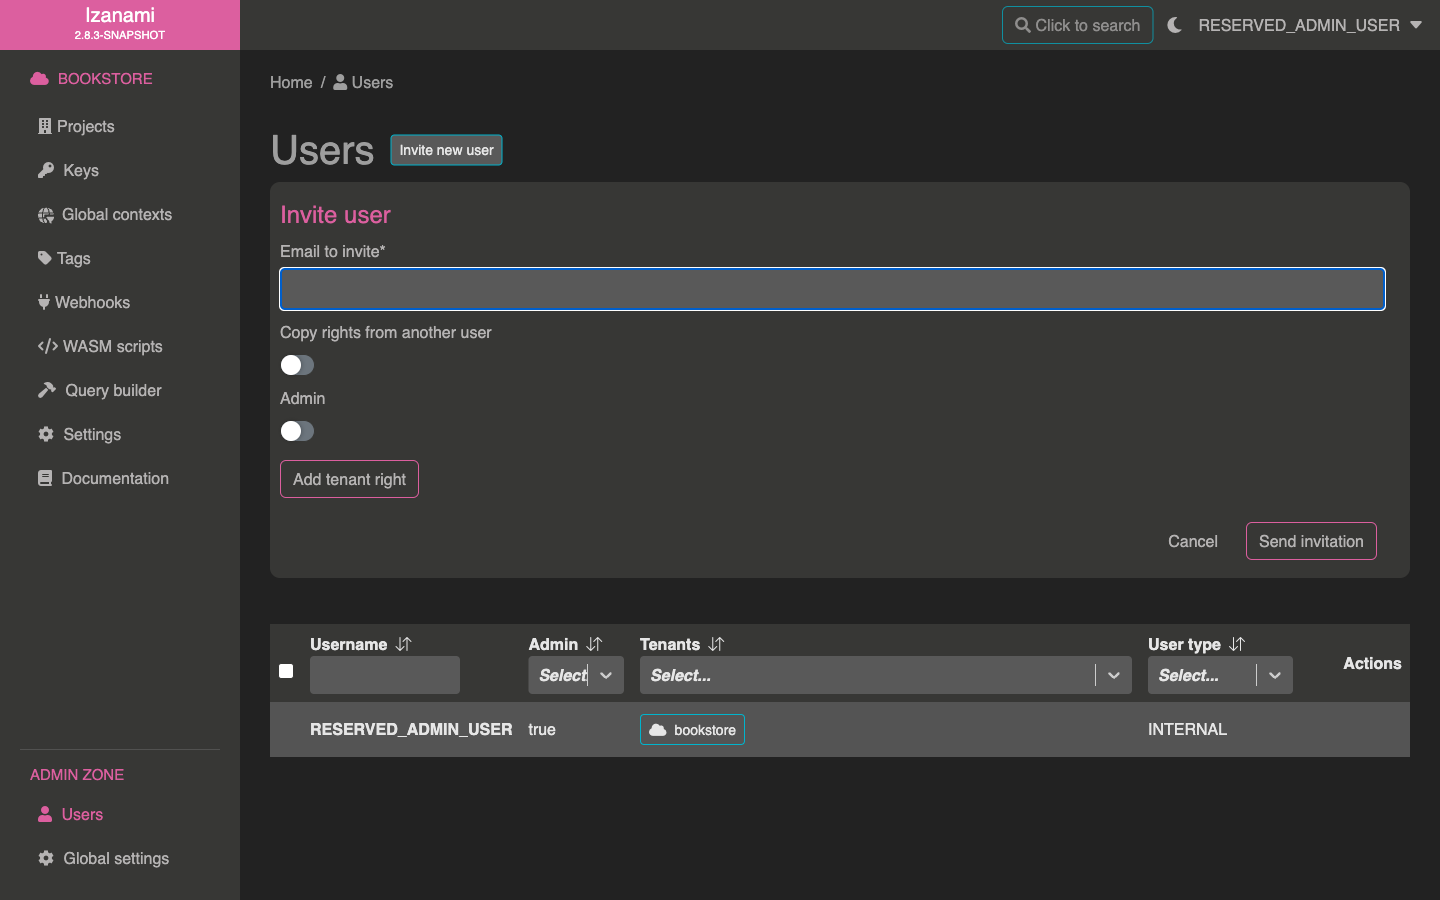 Izanami
2.8.3-SNAPSHOT
Click to search
RESERVED_ADMIN_USER
BOOKSTORE
Projects
Keys
Global contexts
Tags
Webhooks
WASM scripts
Query builder
Settings
Documentation
ADMIN ZONE
Users
Global settings
Home / Users
Users
Invite new user
Invite user
Email to invite*
Copy rights from another user
Admin
Add tenant right
Cancel
Send invitation
Username Admin Tenants User type Actions
Select Select... Select...
RESERVED_ADMIN_USER true bookstore INTERNAL